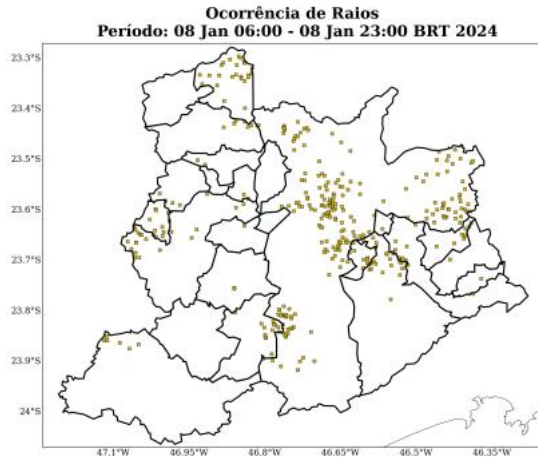 Ocorrência de Raios
Período: 08 Jan 06:00 - 08 Jan 23:00 BRT 2024
23.3°S
23.4°S
23.5°S
23.6°S
23.7°S
23.8°S
23.9°S
24°S
47.1°W 46.95°W 46.8°W 46.65°W 46.5°W 46.35°W